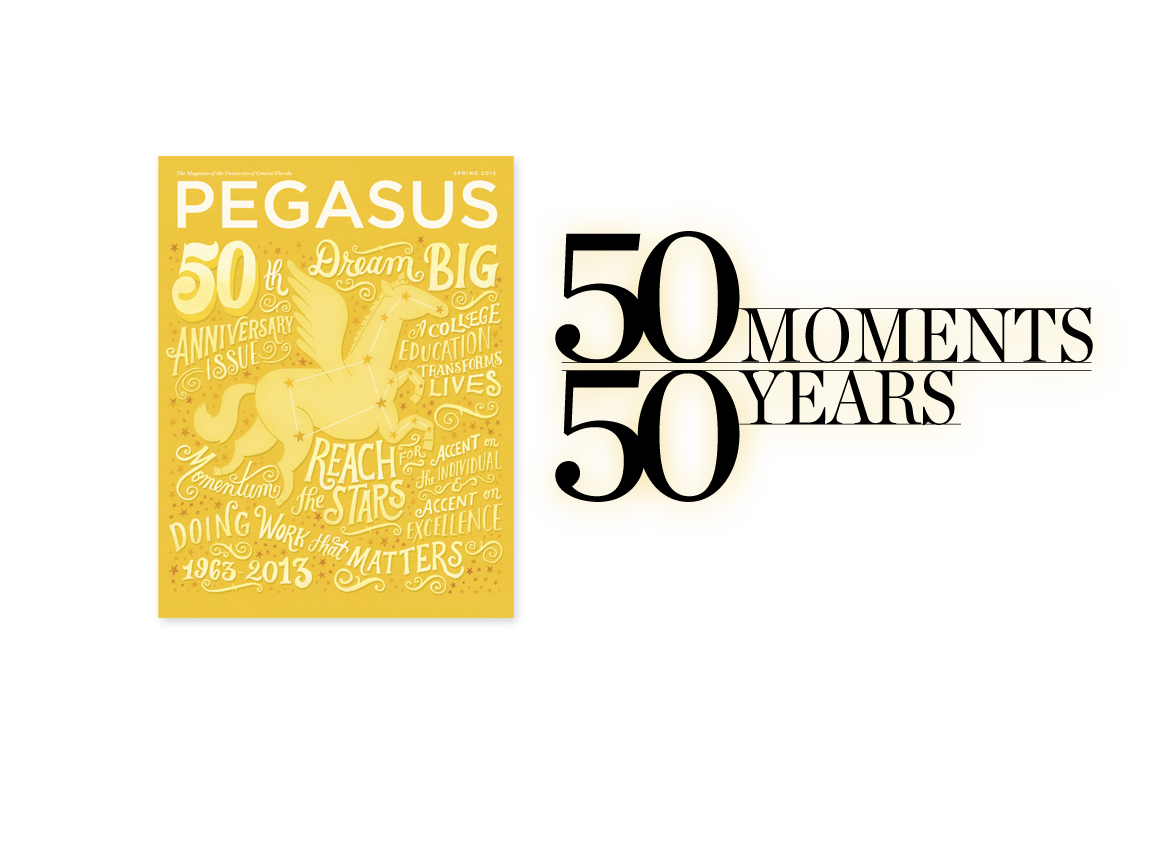 The Magazine of the University of Central Florida
SPRING 2013
PEGASUS
50th
ANNIVERSARY
ISSUE
Dream BIG
A COLLEGE
EDUCATION
TRANSFORMS
LIVES
Momentum
REACH FOR
the STARS
ACCENT on
the INDIVIDUAL
&
ACCENT on
EXCELLENCE
DOING WORK that MATTERS
1963-2013
50 MOMENTS
50 YEARS